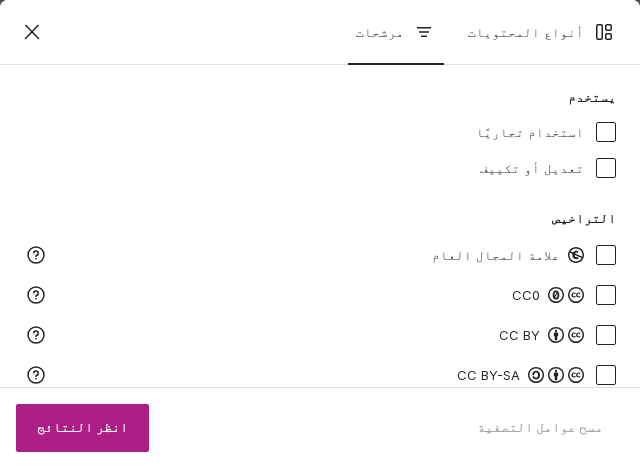 أنواع المحتويات
مرشحات
يستخدم
استخدام تجاريًا
تعديل أو تكييف
التراخيص
علامة المجال العام
CC0
CC BY
CC BY-SA
مسح عوامل التصفية
انظر النتائج